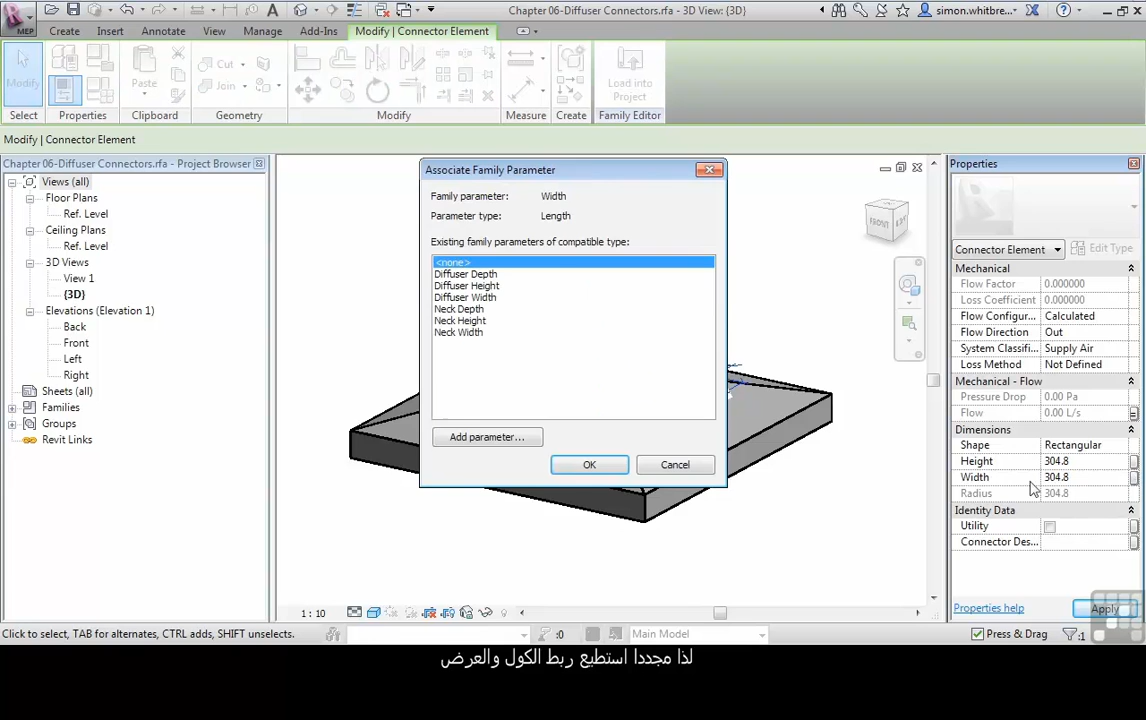 Chapter 06-Diffuser Connectors.rfa - 3D View: {3D}
simon.whitbre...
MEP
Create
Insert
Annotate
View
Manage
Add-Ins
Modify | Connector Element
Modify
Paste
Cut
Join
Load into
Project
Select
Properties
Clipboard
Geometry
Modify
Measure
Create
Family Editor
Modify | Connector Element
Chapter 06-Diffuser Connectors.rfa - Project Browser
Views (all)
Floor Plans
Ref. Level
Ceiling Plans
Ref. Level
3D Views
View 1
{3D}
Elevations (Elevation 1)
Back
Front
Left
Right
Sheets (all)
Families
Groups
Revit Links
Associate Family Parameter
Family parameter: Width
Parameter type: Length
Existing family parameters of compatible type:
<none>
Diffuser Depth
Diffuser Height
Diffuser Width
Neck Depth
Neck Height
Neck Width
Add parameter...
OK
Cancel
FRONT
Properties
Connector Element
Edit Type
Mechanical
Flow Factor 0.000000
Loss Coefficient 0.000000
Flow Configur... Calculated
Flow Direction Out
System Classifi... Supply Air
Loss Method Not Defined
Mechanical - Flow
Pressure Drop 0.00 Pa
Flow 0.00 L/s
Dimensions
Shape Rectangular
Height 304.8
Width 304.8
Radius 304.8
Identity Data
Utility
Connector Des...
Properties help
Apply
1 : 10
Click to select, TAB for alternates, CTRL adds, SHIFT unselects.
:0
Main Model
Press & Drag
:1
لذا مجددا استطيع ربط الكول والعرض